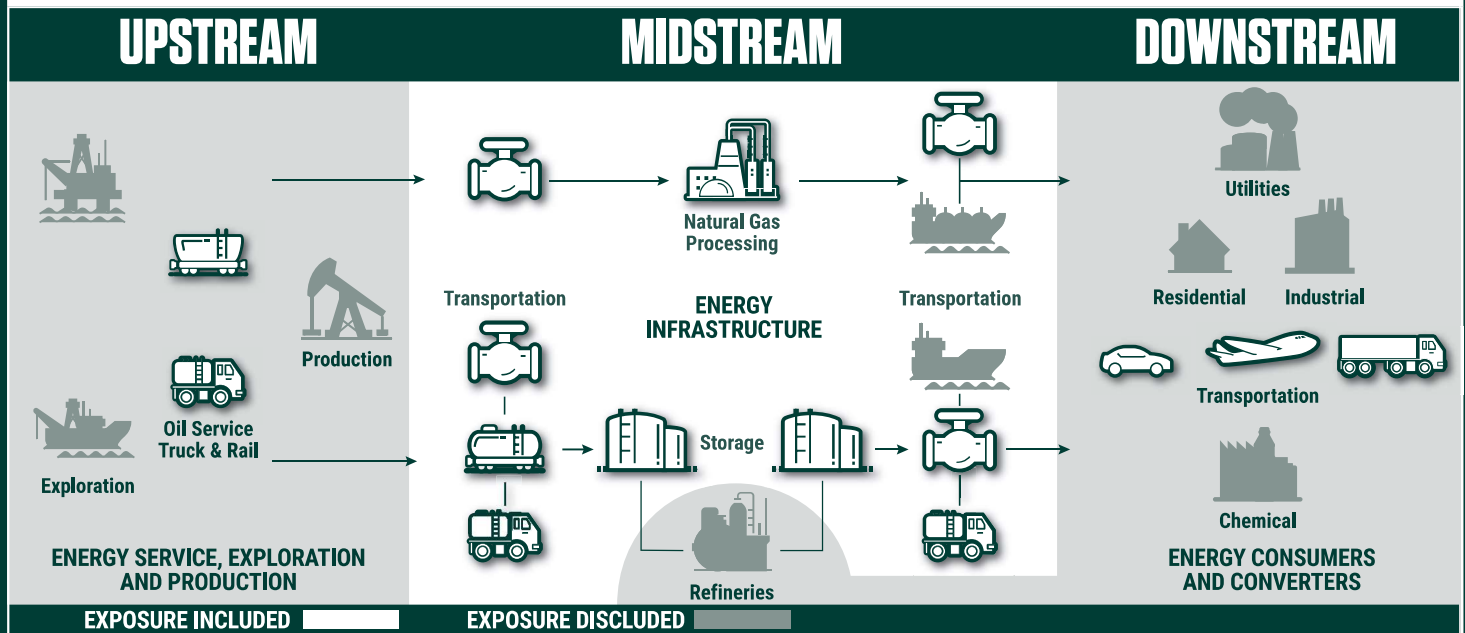 UPSTREAM
MIDSTREAM
DOWNSTREAM
Production
Oil Service
Truck & Rail
Exploration
ENERGY SERVICE, EXPLORATION
AND PRODUCTION
Natural Gas
Processing
Transportation
ENERGY
INFRASTRUCTURE
Transportation
Storage
Refineries
Utilities
Residential
Industrial
Transportation
Chemical
ENERGY CONSUMERS
AND CONVERTERS
EXPOSURE INCLUDED
EXPOSURE DISCLUDED